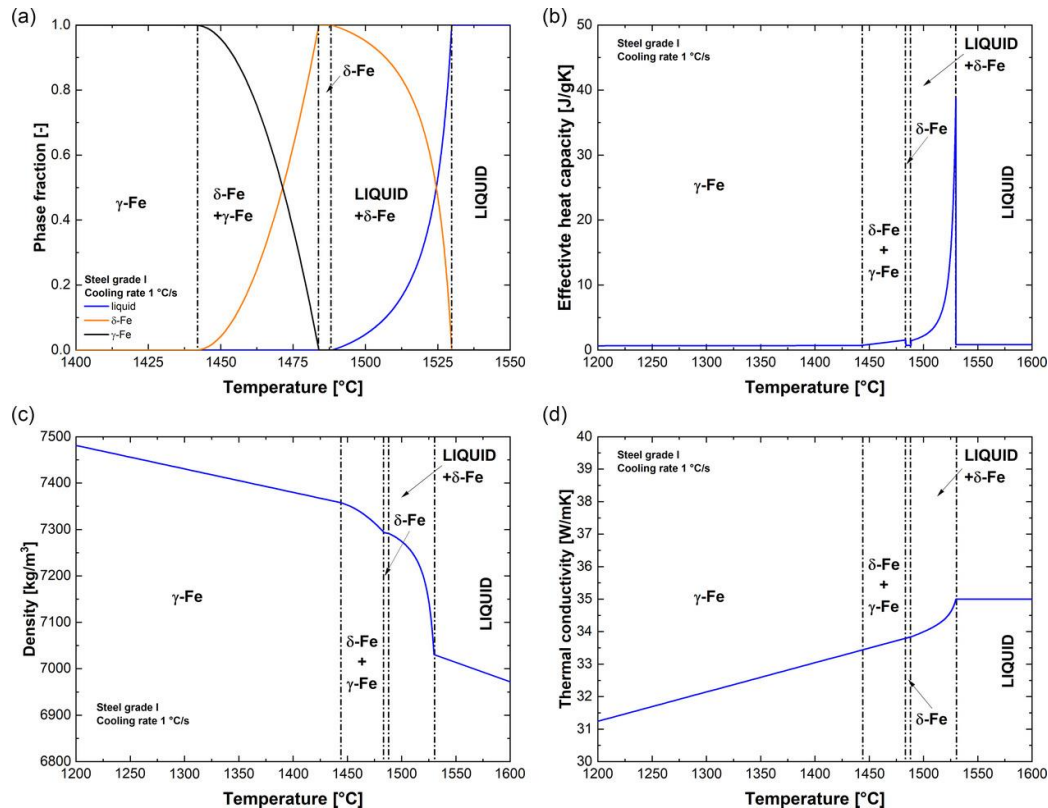 (a)
1.0
0.8
0.6
0.4
0.2
0.0
Phase fraction [-]
γ-Fe
δ-Fe
+γ-Fe
δ-Fe
LIQUID
+δ-Fe
LIQUID
Steel grade I
Cooling rate 1 °C/s
liquid
δ-Fe
γ-Fe
1400 1425 1450 1475 1500 1525 1550
Temperature [°C]
(b)
50
40
30
20
10
0
Effectivte heat capacity [J/gK]
Steel grade I
Cooling rate 1 °C/s
LIQUID
+δ-Fe
δ-Fe
γ-Fe
δ-Fe
+
γ-Fe
LIQUID
1200 1250 1300 1350 1400 1450 1500 1550 1600
Temperature [°C]
(c)
7500
7400
7300
7200
7100
7000
6900
6800
Density [kg/m³]
LIQUID
+δ-Fe
δ-Fe
γ-Fe
LIQUID
δ-Fe
+
γ-Fe
Steel grade I
Cooling rate 1 °C/s
1200 1250 1300 1350 1400 1450 1500 1550 1600
Temperature [°C]
(d)
40
39
38
37
36
35
34
33
32
31
30
Thermal conductivity [W/mK]
Steel grade I
Cooling rate 1 °C/s
LIQUID
+δ-Fe
γ-Fe
δ-Fe
+
γ-Fe
LIQUID
δ-Fe
1200 1250 1300 1350 1400 1450 1500 1550 1600
Temperature [°C]